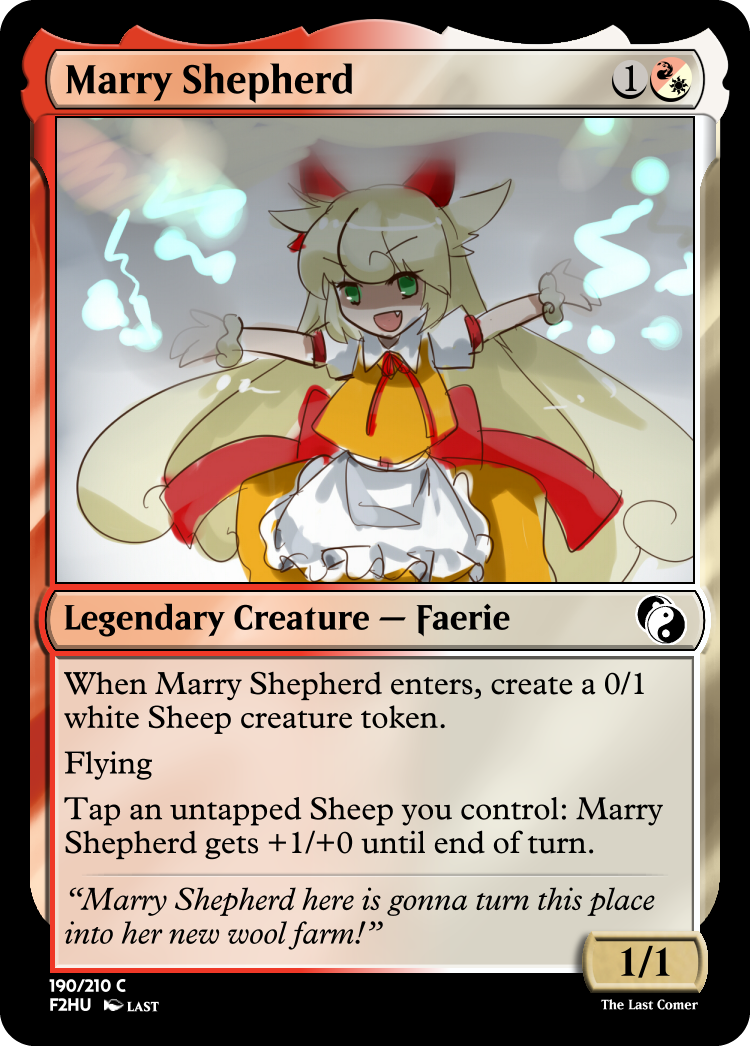 Marry Shepherd
1
Legendary Creature — Faerie
When Marry Shepherd enters, create a 0/1
white Sheep creature token.
Flying
Tap an untapped Sheep you control: Marry
Shepherd gets +1/+0 until end of turn.
“Marry Shepherd here is gonna turn this place
into her new wool farm!”
1/1
190/210 C
F2HU LAST
The Last Comer